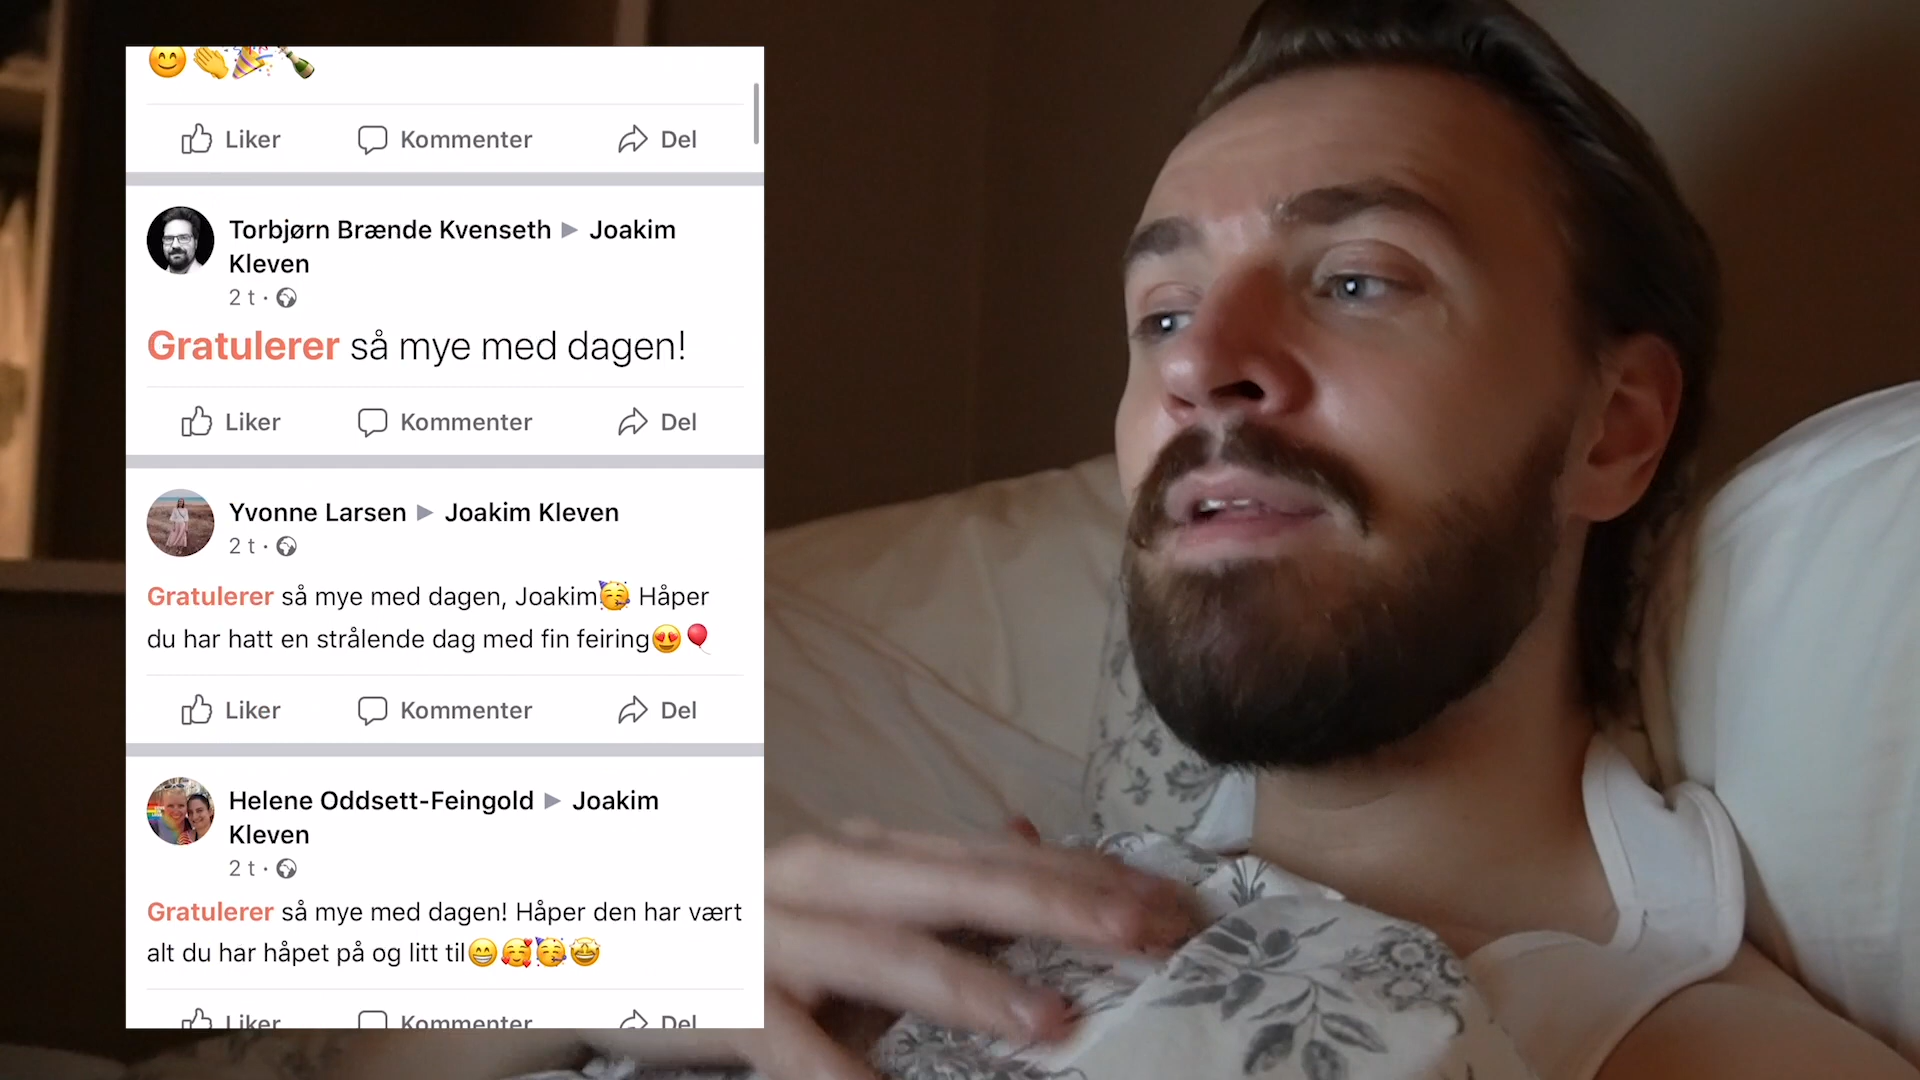 😊👏🎉🍾
Liker Kommenter Del
Torbjørn Brænde Kvenseth ▶ Joakim
Kleven
2 t ·
Gratulerer så mye med dagen!
Liker Kommenter Del
Yvonne Larsen ▶ Joakim Kleven
2 t ·
Gratulerer så mye med dagen, Joakim🥳 Håper
du har hatt en strålende dag med fin feiring😍🎈
Liker Kommenter Del
Helene Oddsett-Feingold ▶ Joakim
Kleven
2 t ·
Gratulerer så mye med dagen! Håper den har vært
alt du har håpet på og litt til😁🥰🥳🤩
Liker Kommenter Del